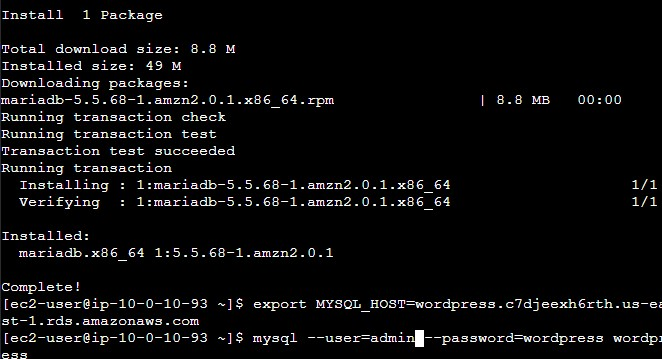 Install  1 Package
Total download size: 8.8 M
Installed size: 49 M
Downloading packages:
mariadb-5.5.68-1.amzn2.0.1.x86_64.rpm | 8.8 MB 00:00
Running transaction check
Running transaction test
Transaction test succeeded
Running transaction
Installing : 1:mariadb-5.5.68-1.amzn2.0.1.x86_64 1/1
Verifying  : 1:mariadb-5.5.68-1.amzn2.0.1.x86_64 1/1
Installed:
mariadb.x86_64 1:5.5.68-1.amzn2.0.1
Complete!
[ec2-user@ip-10-0-10-93 ~]$ export MYSQL_HOST=wordpress.c7djeexh6rth.us-ea
st-1.rds.amazonaws.com
[ec2-user@ip-10-0-10-93 ~]$ mysql --user=admin --password=wordpress wordpr
ess